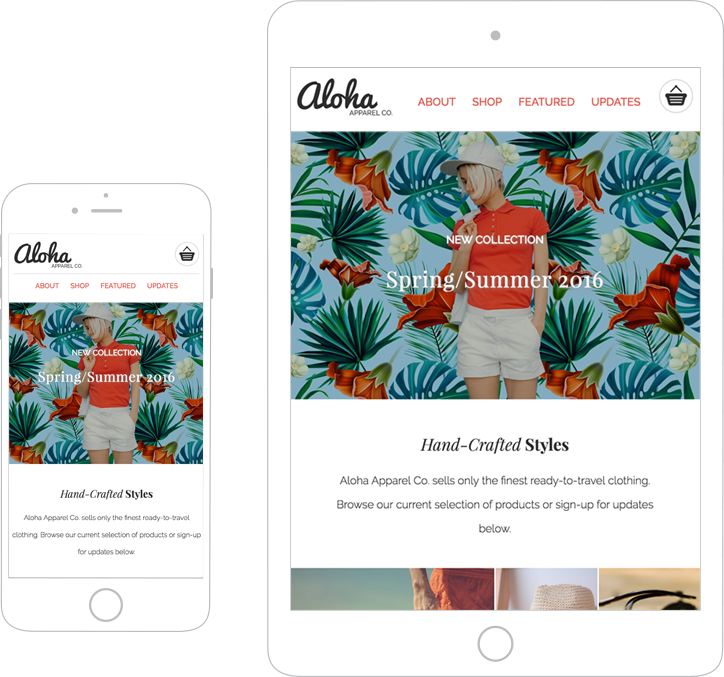 Aloha
APPAREL CO.
ABOUT SHOP FEATURED UPDATES
NEW COLLECTION
Spring/Summer 2016
Hand-Crafted Styles
Aloha Apparel Co. sells only the finest ready-to-travel
clothing. Browse our current selection of products or sign-up
for updates below.
Aloha
APPAREL CO.
ABOUT SHOP FEATURED UPDATES
NEW COLLECTION
Spring/Summer 2016
Hand-Crafted Styles
Aloha Apparel Co. sells only the finest ready-to-travel clothing.
Browse our current selection of products or sign-up for updates
below.